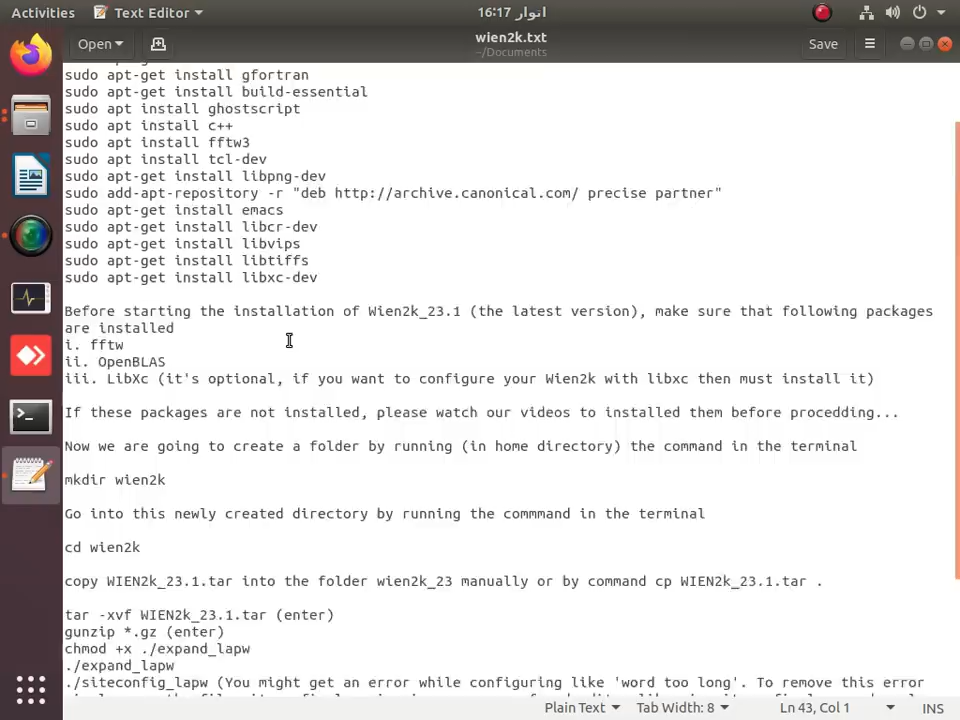 Activities Text Editor 16:17 اتوار
Open wien2k.txt Save
~/Documents
sudo apt-get install gfortran
sudo apt-get install build-essential
sudo apt install ghostscript
sudo apt install c++
sudo apt install fftw3
sudo apt install tcl-dev
sudo apt-get install libpng-dev
sudo add-apt-repository -r "deb http://archive.canonical.com/ precise partner"
sudo apt-get install emacs
sudo apt-get install libcr-dev
sudo apt-get install libvips
sudo apt-get install libtiffs
sudo apt-get install libxc-dev
Before starting the installation of Wien2k_23.1 (the latest version), make sure that following packages
are installed
i. fftw
ii. OpenBLAS
iii. LibXc (it's optional, if you want to configure your Wien2k with libxc then must install it)
If these packages are not installed, please watch our videos to installed them before procedding...
Now we are going to create a folder by running (in home directory) the command in the terminal
mkdir wien2k
Go into this newly created directory by running the commmand in the terminal
cd wien2k
copy WIEN2k_23.1.tar into the folder wien2k_23 manually or by command cp WIEN2k_23.1.tar .
tar -xvf WIEN2k_23.1.tar (enter)
gunzip *.gz (enter)
chmod +x ./expand_lapw
./expand_lapw
./siteconfig_lapw (You might get an error while configuring like 'word too long'. To remove this error
Plain Text Tab Width: 8 Ln 43, Col 1 INS